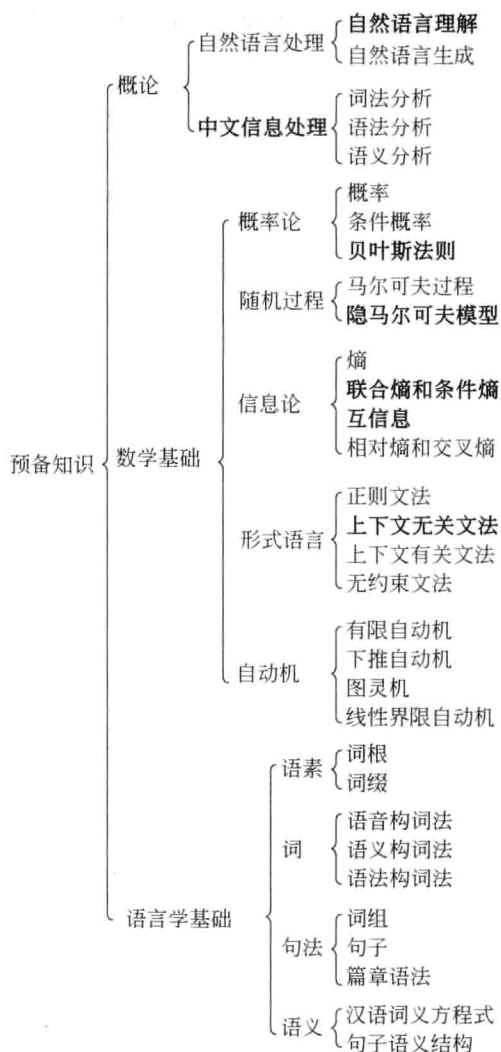 自然语言理解
自然语言处理
自然语言生成
概论
词法分析
中文信息处理
语法分析
语义分析
概率
概率论
条件概率
贝叶斯法则
马尔可夫过程
随机过程
隐马尔可夫模型
熵
联合熵和条件熵
信息论
互信息
相对熵和交叉熵
预备知识
数学基础
正则文法
上下文无关文法
形式语言
上下文有关文法
无约束文法
有限自动机
下推自动机
自动机
图灵机
线性界限自动机
词根
语素
词缀
语音构词法
词
语义构词法
语法构词法
语言学基础
词组
句法
句子
篇章语法
汉语词义方程式
语义
句子语义结构